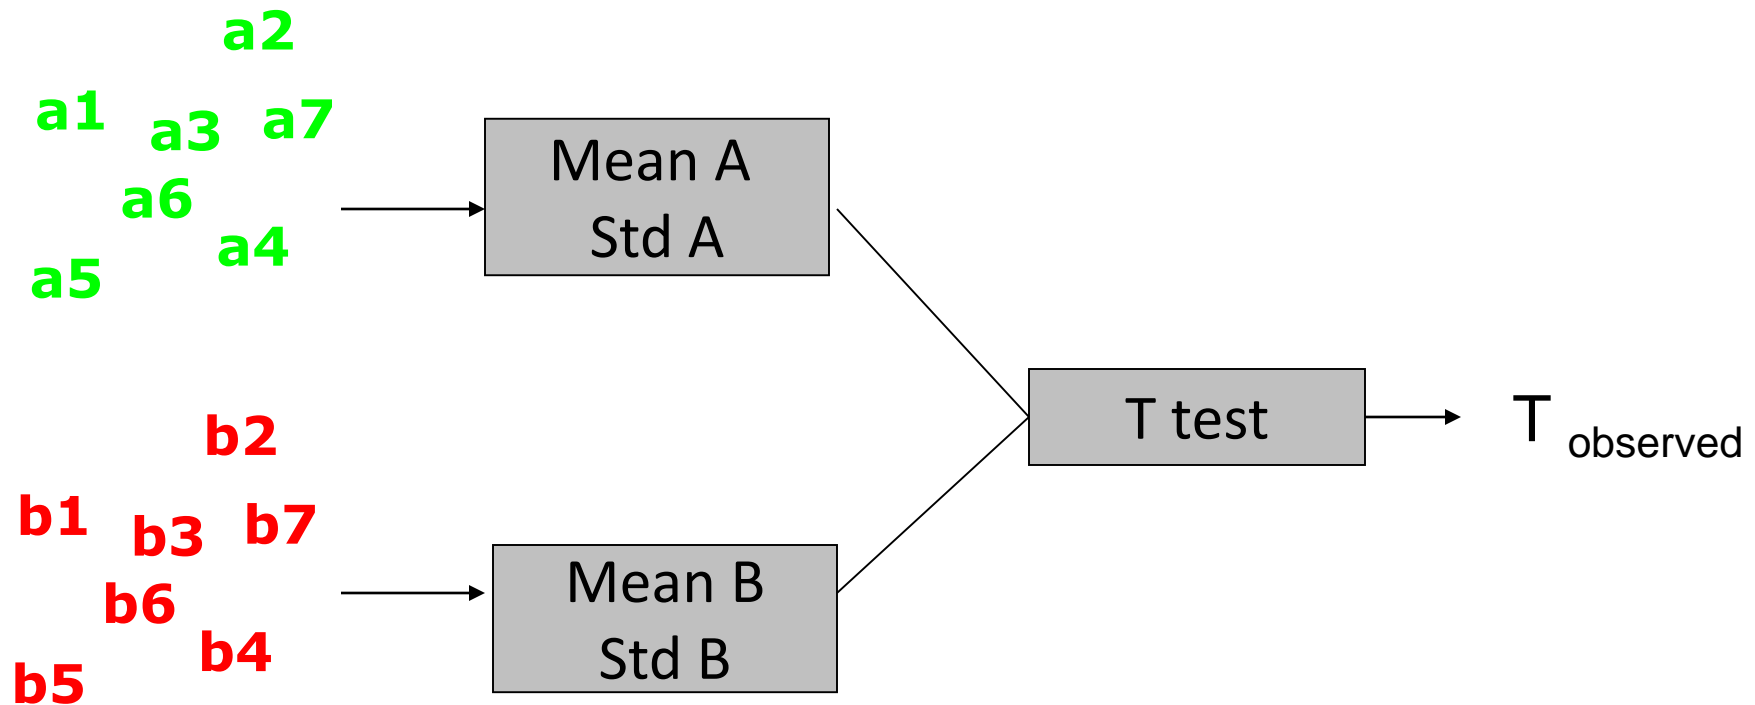 a2
a1 a3 a7
a6
a4
a5
Mean A
Std A
T test
T observed
b2
b1 b3 b7
b6
b4
b5
Mean B
Std B